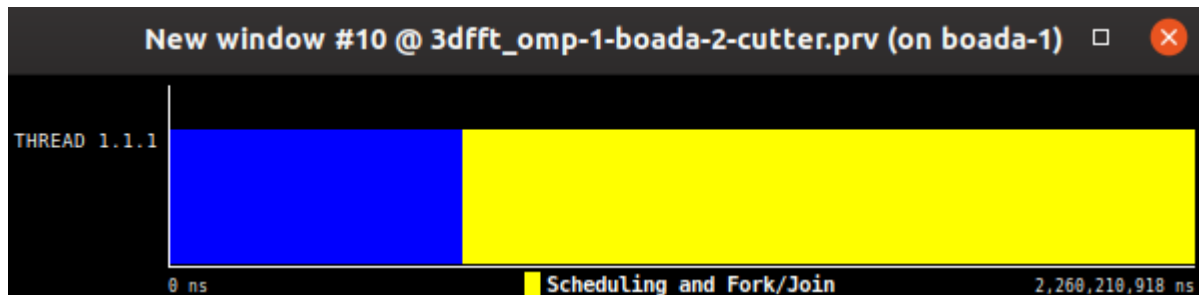 New window #10 @ 3dfft_omp-1-boada-2-cutter.prv (on boada-1)
THREAD 1.1.1
0 ns Scheduling and Fork/Join 2,260,210,918 ns